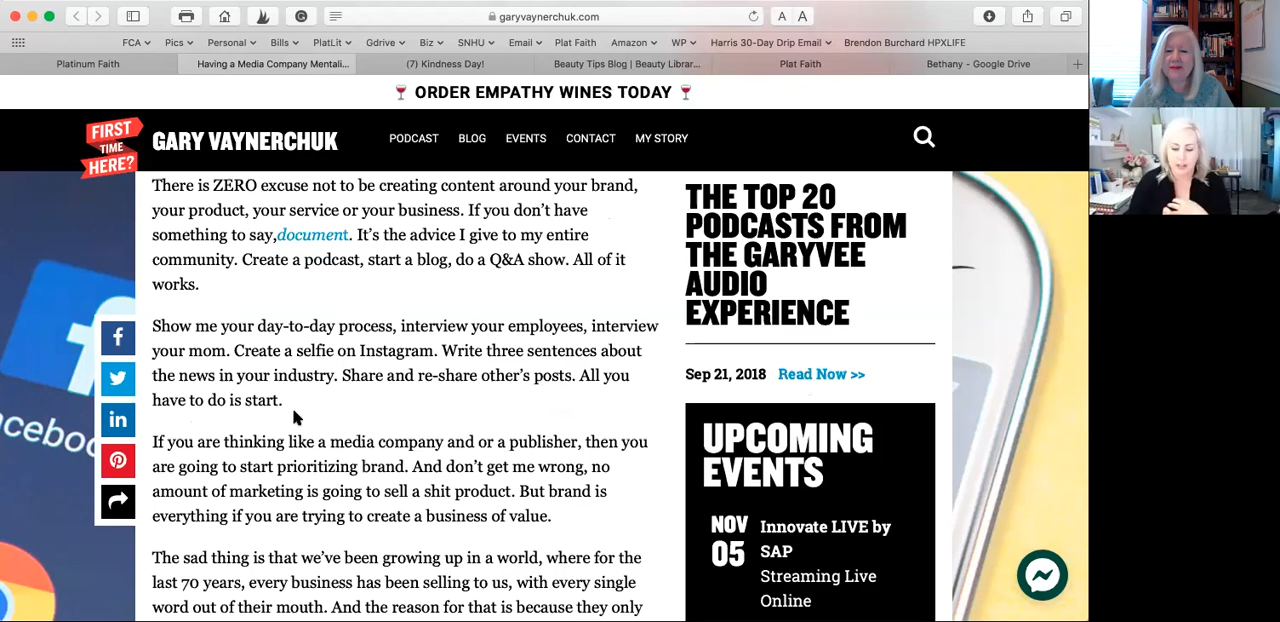 garyvaynerchuk.com
A A
FCA Pics Personal Bills PlatLit Gdrive Biz SNHU Email Plat Faith Amazon WP Harris 30-Day Drip Email Brendon Burchard HPXLIFE
Platinum Faith Having a Media Company Mentali... (7) Kindness Day! Beauty Tips Blog | Beauty Librar... Plat Faith Bethany - Google Drive
🍷 ORDER EMPATHY WINES TODAY 🍷
FIRST
TIME
HERE?
GARY VAYNERCHUK
PODCAST BLOG EVENTS CONTACT MY STORY
There is ZERO excuse not to be creating content around your brand,
your product, your service or your business. If you don’t have
something to say,document. It’s the advice I give to my entire
community. Create a podcast, start a blog, do a Q&A show. All of it
works.
Show me your day-to-day process, interview your employees, interview
your mom. Create a selfie on Instagram. Write three sentences about
the news in your industry. Share and re-share other’s posts. All you
have to do is start.
If you are thinking like a media company and or a publisher, then you
are going to start prioritizing brand. And don’t get me wrong, no
amount of marketing is going to sell a shit product. But brand is
everything if you are trying to create a business of value.
The sad thing is that we’ve been growing up in a world, where for the
last 70 years, every business has been selling to us, with every single
word out of their mouth. And the reason for that is because they only
THE TOP 20
PODCASTS FROM
THE GARYVEE
AUDIO
EXPERIENCE
Sep 21, 2018 Read Now >>
UPCOMING
EVENTS
NOV
05
Innovate LIVE by
SAP
Streaming Live
Online
cebo